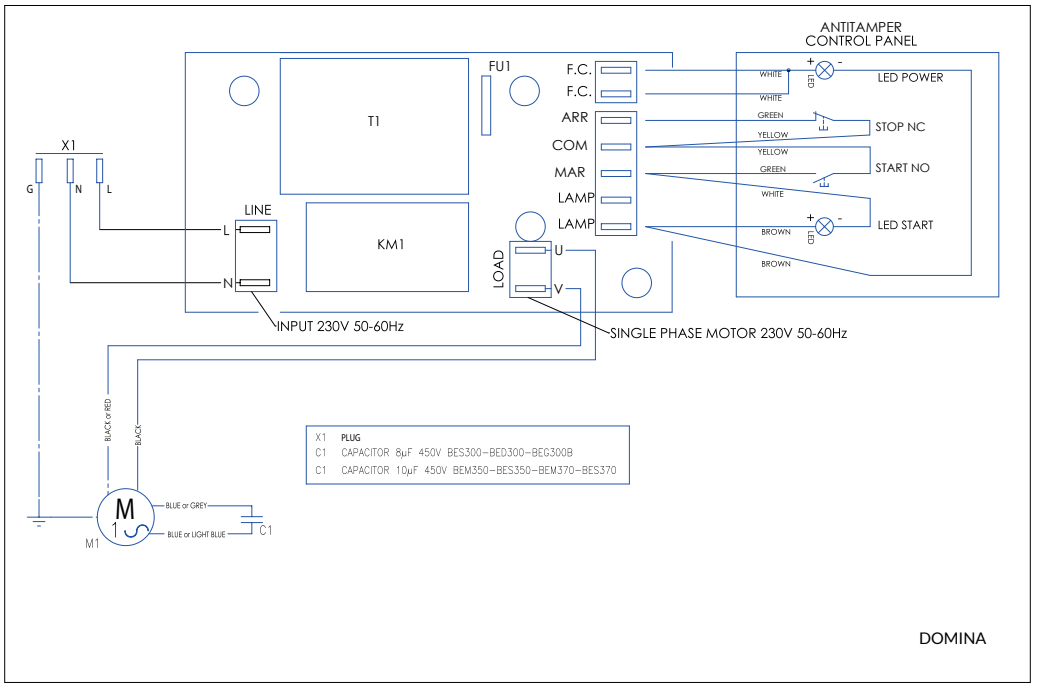 ANTITAMPER
CONTROL PANEL
FU1
T1
F.C.
F.C.
ARR
COM
MAR
LAMP
LAMP
WHITE
WHITE
GREEN
YELLOW
YELLOW
GREEN
WHITE
BROWN
BROWN
+ -
LED
LED POWER
E
STOP NC
E
START NO
+ -
LED
LED START
X1
G
N
L
LINE
L
N
KM1
LOAD
U
V
INPUT 230V 50-60Hz
SINGLE PHASE MOTOR 230V 50-60Hz
BLACK or RED
BLACK
X1 PLUG
C1 CAPACITOR 8µF 450V BES300-BED300-BEG300B
C1 CAPACITOR 10µF 450V BEM350-BES350-BEM370-BES370
M
1
M1
BLUE or GREY
BLUE or LIGHT BLUE
C1
DOMINA